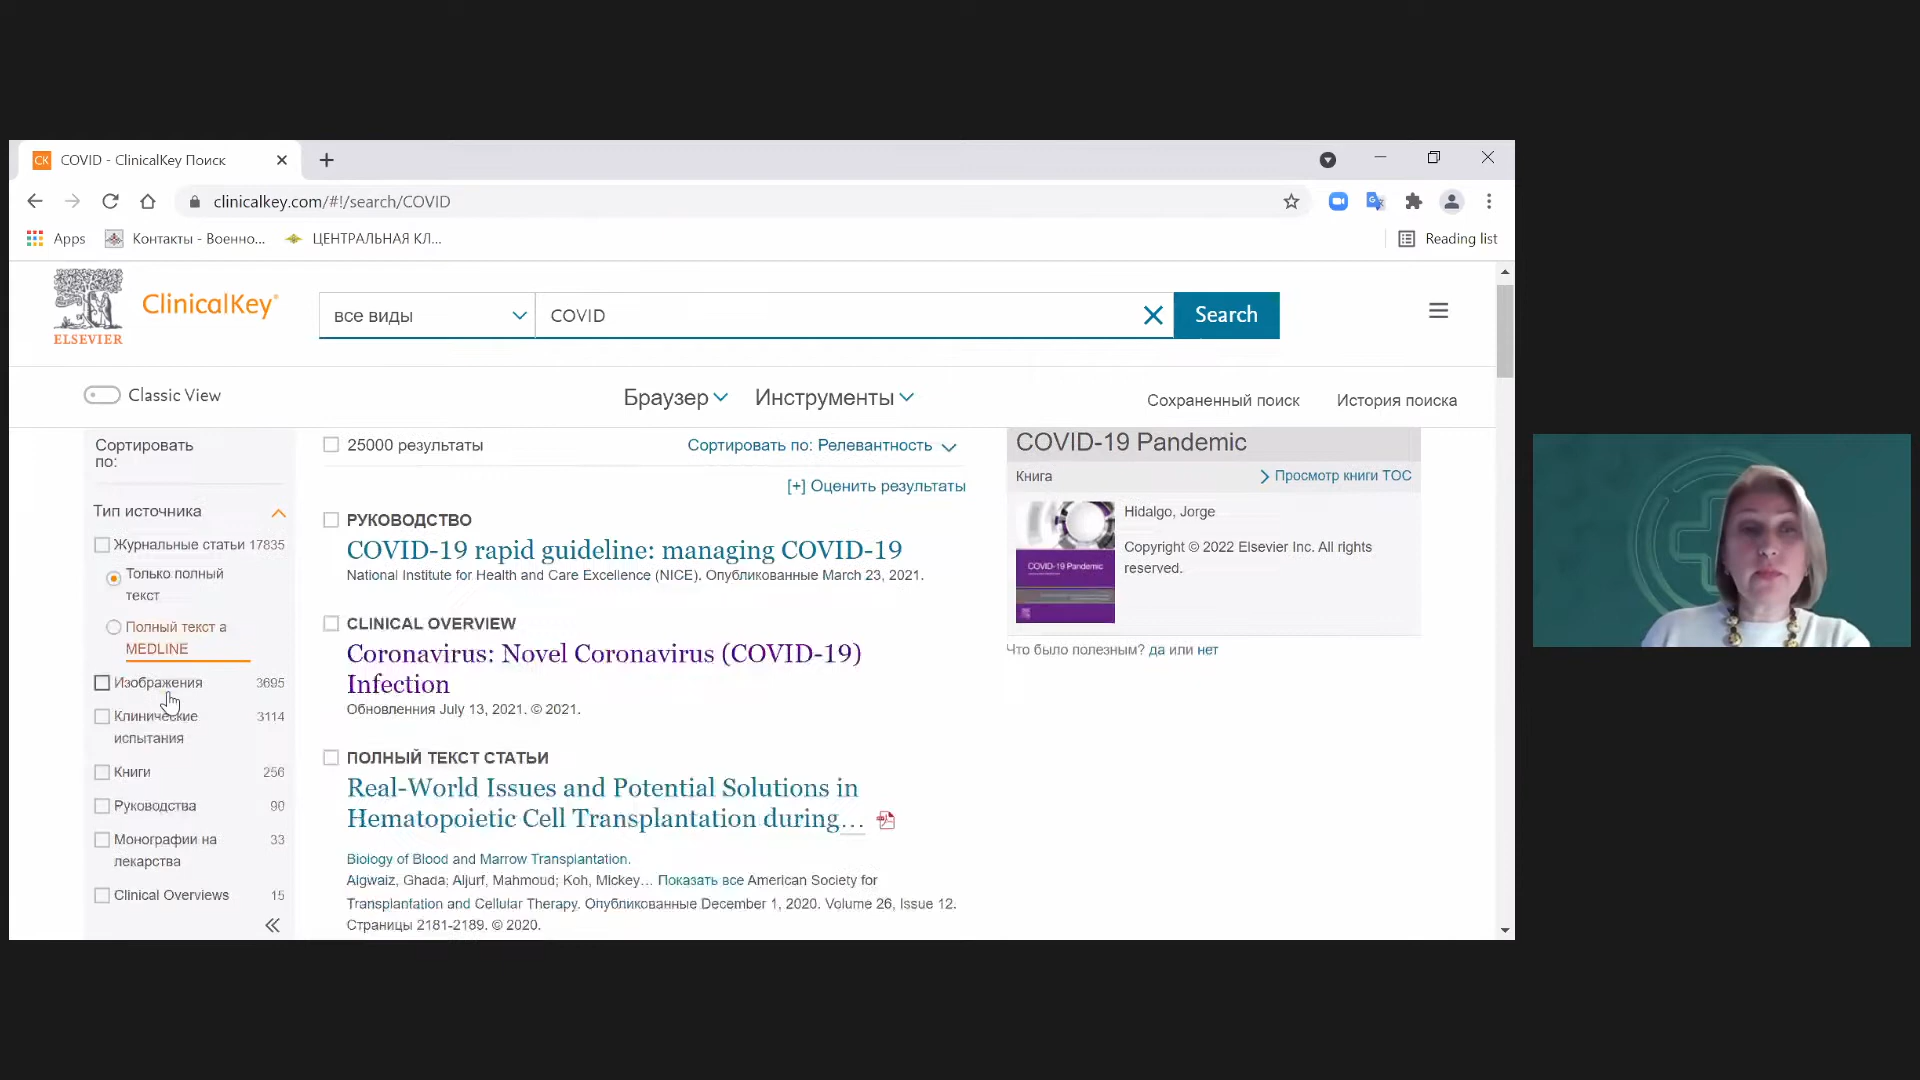 CK COVID - ClinicalKey Поиск
clinicalkey.com/#!/search/COVID
Apps Контакты - Военно... ЦЕНТРАЛЬНАЯ КЛ... Reading list
ELSEVIER
ClinicalKey
все виды COVID Search
Classic View Браузер Инструменты Сохраненный поиск История поиска
Сортировать по:
Тип источника
Журнальные статьи 17835
Только полный
текст
Полный текст а
MEDLINE
Изображения 3695
Клинические 3114
испытания
Книги 256
Руководства 90
Монографии на 33
лекарства
Clinical Overviews 15
25000 результаты Сортировать по: Релевантность
[+] Оценить результаты
РУКОВОДСТВО
COVID-19 rapid guideline: managing COVID-19
National Institute for Health and Care Excellence (NICE). Опубликованные March 23, 2021.
CLINICAL OVERVIEW
Coronavirus: Novel Coronavirus (COVID-19)
Infection
Обновленния July 13, 2021. © 2021.
ПОЛНЫЙ ТЕКСТ СТАТЬИ
Real-World Issues and Potential Solutions in
Hematopoietic Cell Transplantation during...
Biology of Blood and Marrow Transplantation.
Algwaiz, Ghada; Aljurf, Mahmoud; Koh, Mickey... Показать все American Society for
Transplantation and Cellular Therapy. Опубликованные December 1, 2020. Volume 26, Issue 12.
Страницы 2181-2189. © 2020.
COVID-19 Pandemic
Книга Просмотр книги TOC
COVID-19 Pandemic
Hidalgo, Jorge
Copyright © 2022 Elsevier Inc. All rights
reserved.
Что было полезным? да или нет